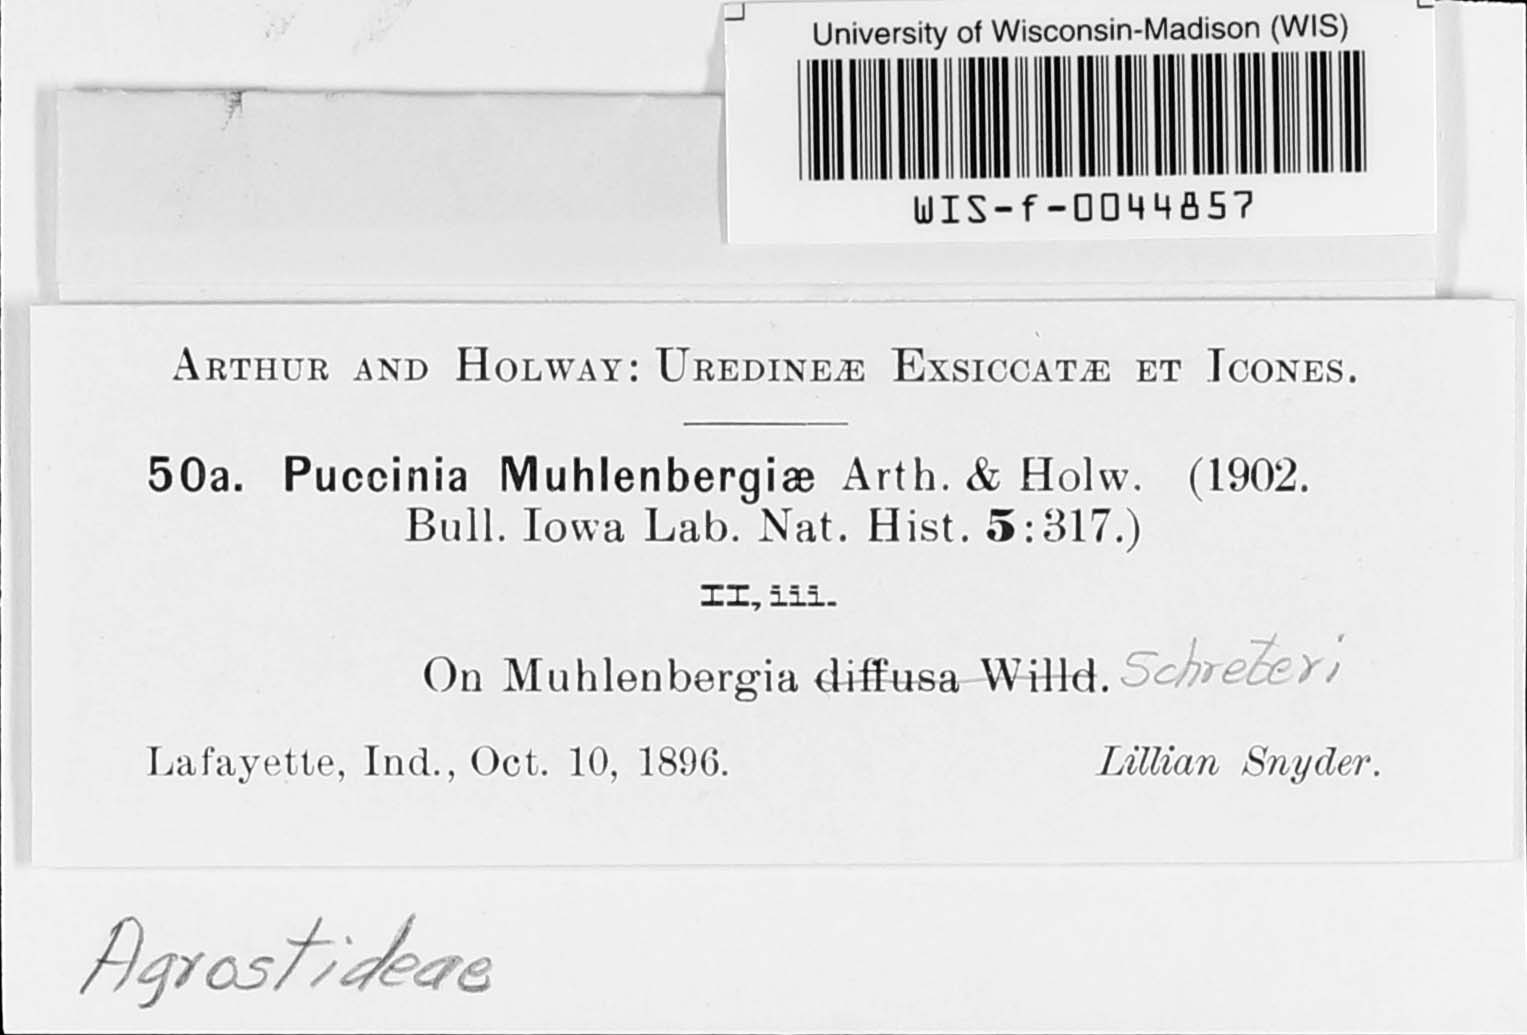 University of Wisconsin-Madison (WIS)
WIS-f-0044857
ARTHUR AND HOLWAY: UREDINEÆ EXSICCATÆ ET ICONES.
50a. Puccinia Muhlenbergiæ Arth. & Holw. (1902.
Bull. Iowa Lab. Nat. Hist. 5:317.)
II, iii.
On Muhlenbergia diffusa Willd. Schreberi
Lafayette, Ind., Oct. 10, 1896. Lillian Snyder.
Agrostideae